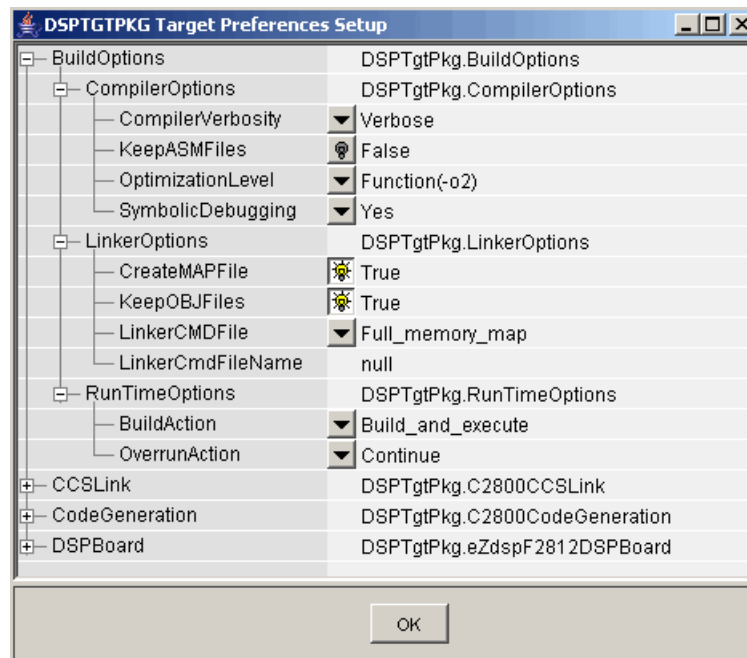 DSPTGTPKG Target Preferences Setup
BuildOptions DSPTgtPkg.BuildOptions
CompilerOptions DSPTgtPkg.CompilerOptions
CompilerVerbosity Verbose
KeepASMFiles False
OptimizationLevel Function(-o2)
SymbolicDebugging Yes
LinkerOptions DSPTgtPkg.LinkerOptions
CreateMAPFile True
KeepOBJFiles True
LinkerCMDFile Full_memory_map
LinkerCmdFileName null
RunTimeOptions DSPTgtPkg.RunTimeOptions
BuildAction Build_and_execute
OverrunAction Continue
CCSLink DSPTgtPkg.C2800CCSLink
CodeGeneration DSPTgtPkg.C2800CodeGeneration
DSPBoard DSPTgtPkg.eZdspF2812DSPBoard
OK